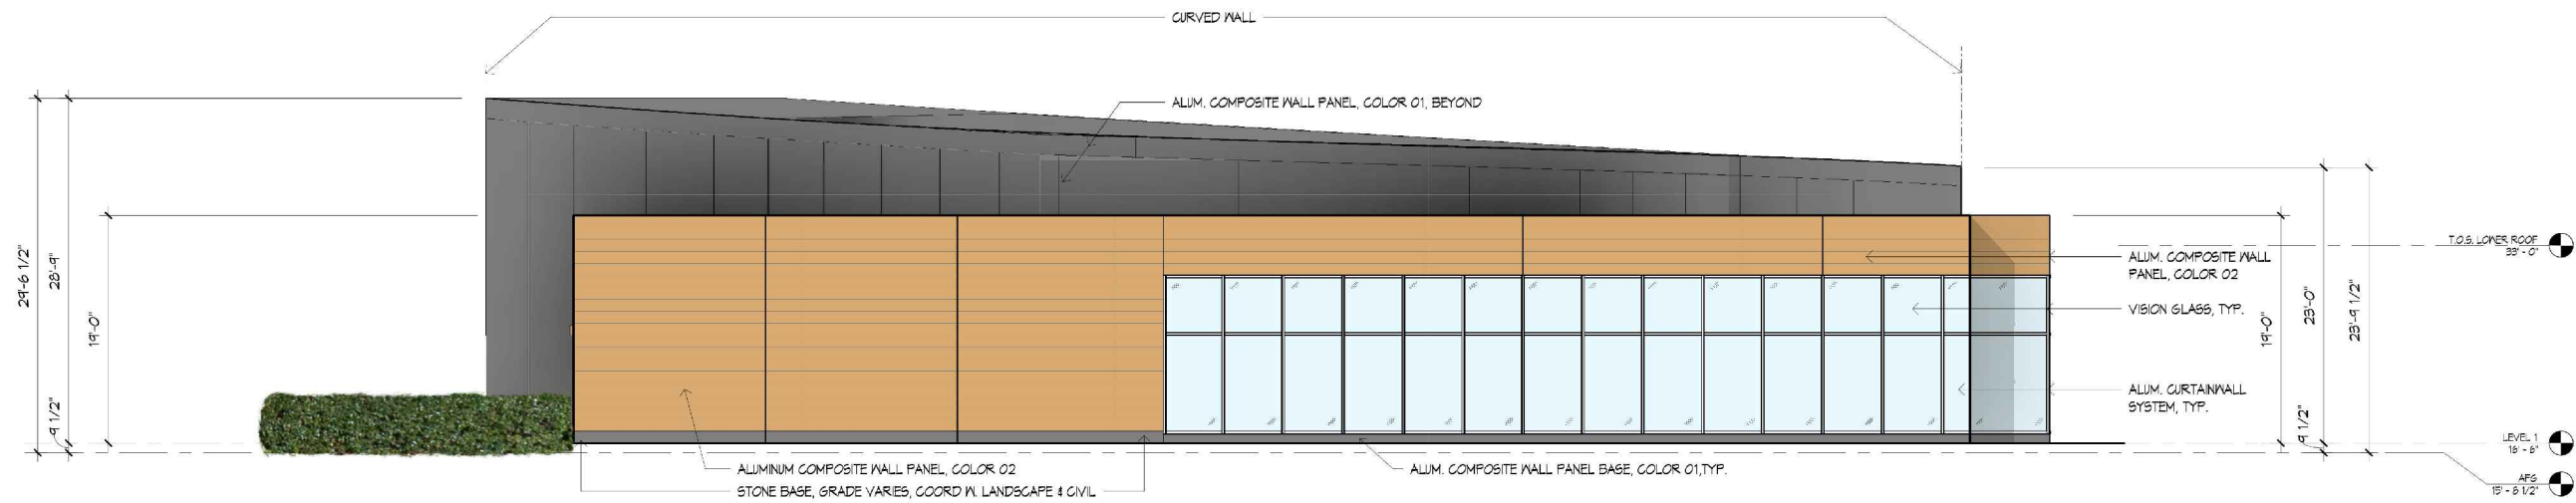 CURVED WALL
ALUM. COMPOSITE WALL PANEL, COLOR 01, BEYOND
29'-6 1/2"
28'-9"
19'-0"
9 1/2"
T.O.S. LOWER ROOF
33' - 0"
ALUM. COMPOSITE WALL
PANEL, COLOR 02
VISION GLASS, TYP.
19'-0"
23'-0"
23'-9 1/2"
ALUM. CURTAINWALL
SYSTEM, TYP.
9 1/2"
LEVEL 1
16' - 6"
ALUMINUM COMPOSITE WALL PANEL, COLOR 02
ALUM. COMPOSITE WALL PANEL BASE, COLOR 01,TYP.
STONE BASE, GRADE VARIES, COORD W. LANDSCAPE & CIVIL
AFG
15' - 8 1/2"